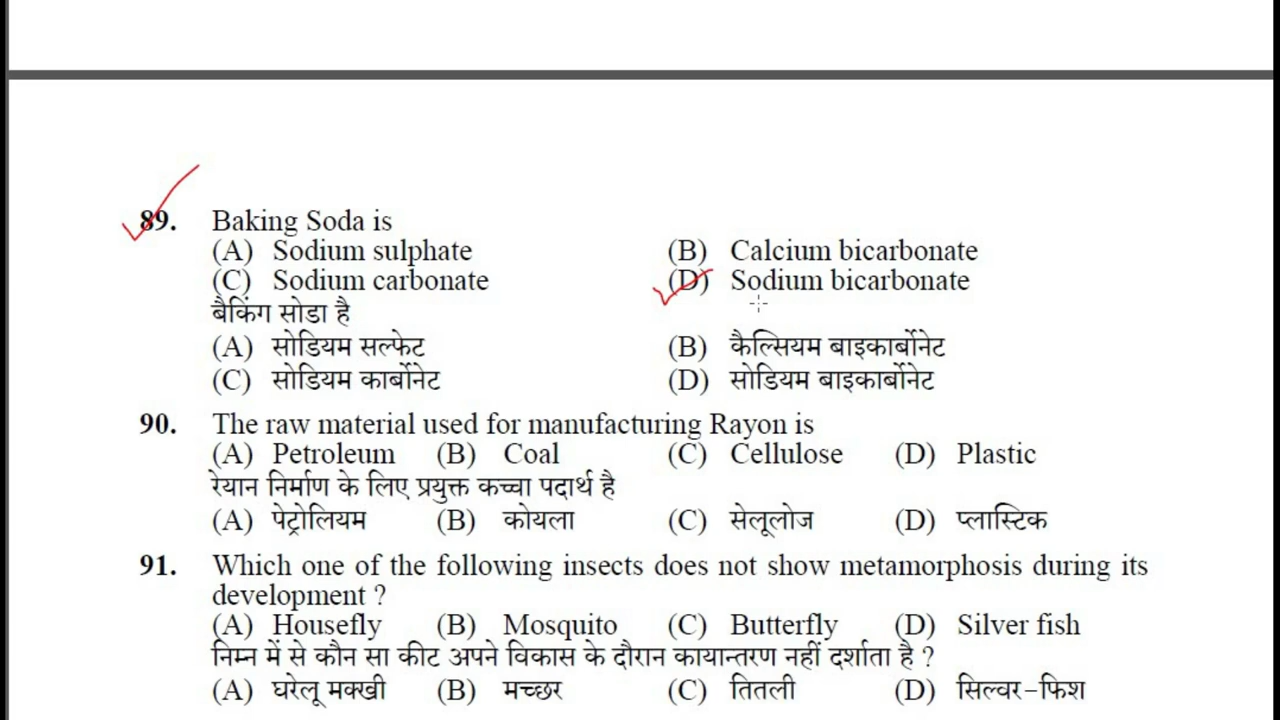 89. Baking Soda is
(A) Sodium sulphate (B) Calcium bicarbonate
(C) Sodium carbonate (D) Sodium bicarbonate
बैकिंग सोडा है
(A) सोडियम सल्फेट (B) कैल्सियम बाइकार्बोनेट
(C) सोडियम कार्बोनेट (D) सोडियम बाइकार्बोनेट
90. The raw material used for manufacturing Rayon is
(A) Petroleum (B) Coal (C) Cellulose (D) Plastic
रेयान निर्माण के लिए प्रयुक्त कच्चा पदार्थ है
(A) पेट्रोलियम (B) कोयला (C) सेलूलोज (D) प्लास्टिक
91. Which one of the following insects does not show metamorphosis during its
development ?
(A) Housefly (B) Mosquito (C) Butterfly (D) Silver fish
निम्न में से कौन सा कीट अपने विकास के दौरान कायान्तरण नहीं दर्शाता है ?
(A) घरेलू मक्खी (B) मच्छर (C) तितली (D) सिल्वर-फिश